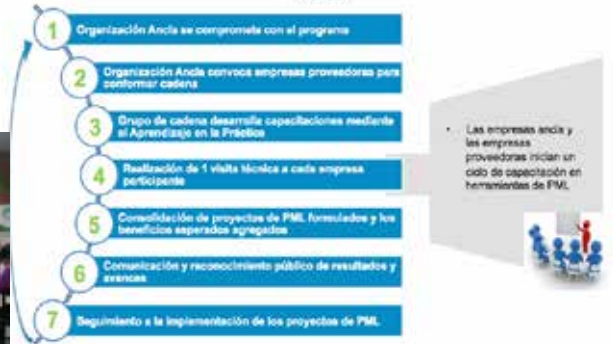 1 Organización Ancla se compromete con el programa
2 Organización Ancla convoca empresas proveedoras para
conformar cadena
3 Grupo de cadena desarrolla capacitaciones mediante
el Aprendizaje en la Práctica
4 Realización de 1 visita técnica a cada empresa
participante
5 Consolidación de proyectos de PML formulados y los
beneficios esperados agregados
6 Comunicación y reconocimiento público de resultados y
avances
7 Seguimiento a la implementación de los proyectos de PML
• Las empresas ancla y
las empresas
proveedoras inician un
ciclo de capacitación en
herramientas de PML